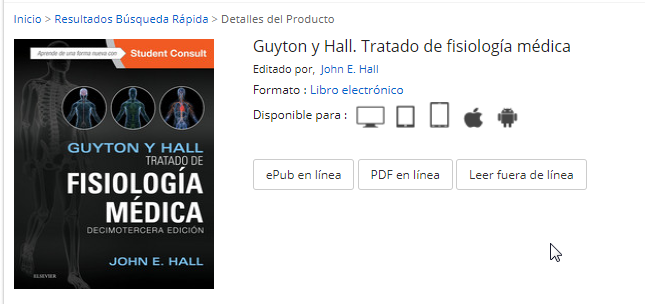 Inicio > Resultados Búsqueda Rápida > Detalles del Producto
Aprende de una forma nueva con
Student Consult
GUYTON Y HALL
TRATADO DE
FISIOLOGÍA
MÉDICA
DECIMOTERCERA EDICIÓN
JOHN E. HALL
ELSEVIER
Guyton y Hall. Tratado de fisiología médica
Editado por, John E. Hall
Formato : Libro electrónico
Disponible para :
ePub en línea
PDF en línea
Leer fuera de línea